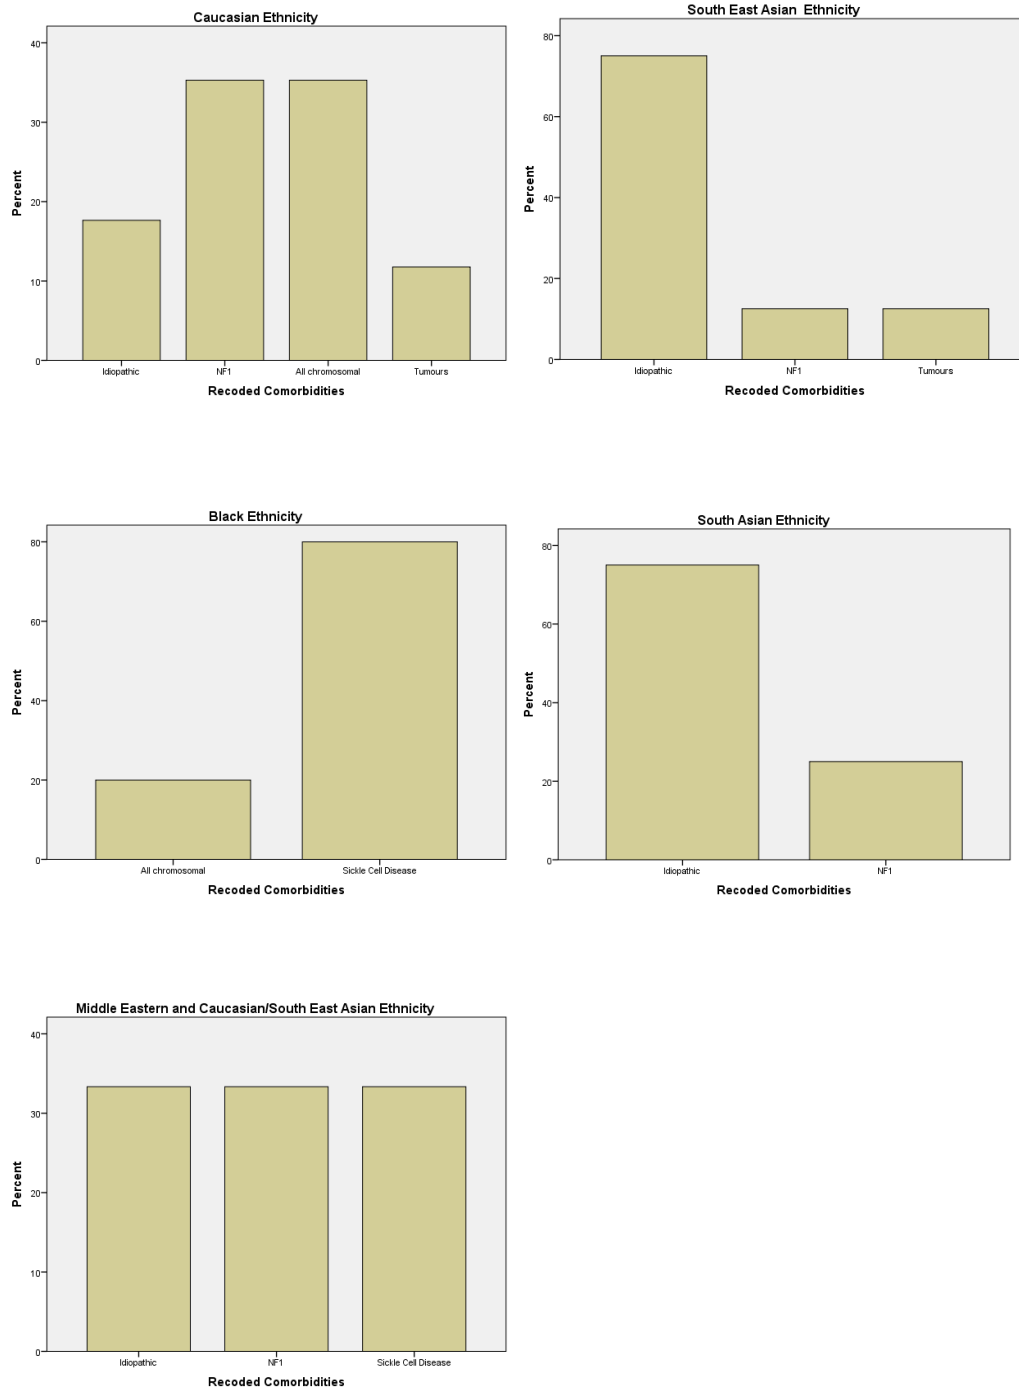 Caucasian Ethnicity
Percent
40
30
20
10
0
Idiopathic NF1 All chromosomal Tumours
Recoded Comorbidities
South East Asian Ethnicity
Percent
80
60
40
20
0
Idiopathic NF1 Tumours
Recoded Comorbidities
Black Ethnicity
Percent
80
60
40
20
0
All chromosomal Sickle Cell Disease
Recoded Comorbidities
South Asian Ethnicity
Percent
80
60
40
20
0
Idiopathic NF1
Recoded Comorbidities
Middle Eastern and Caucasian/South East Asian Ethnicity
Percent
40
30
20
10
0
Idiopathic NF1 Sickle Cell Disease
Recoded Comorbidities